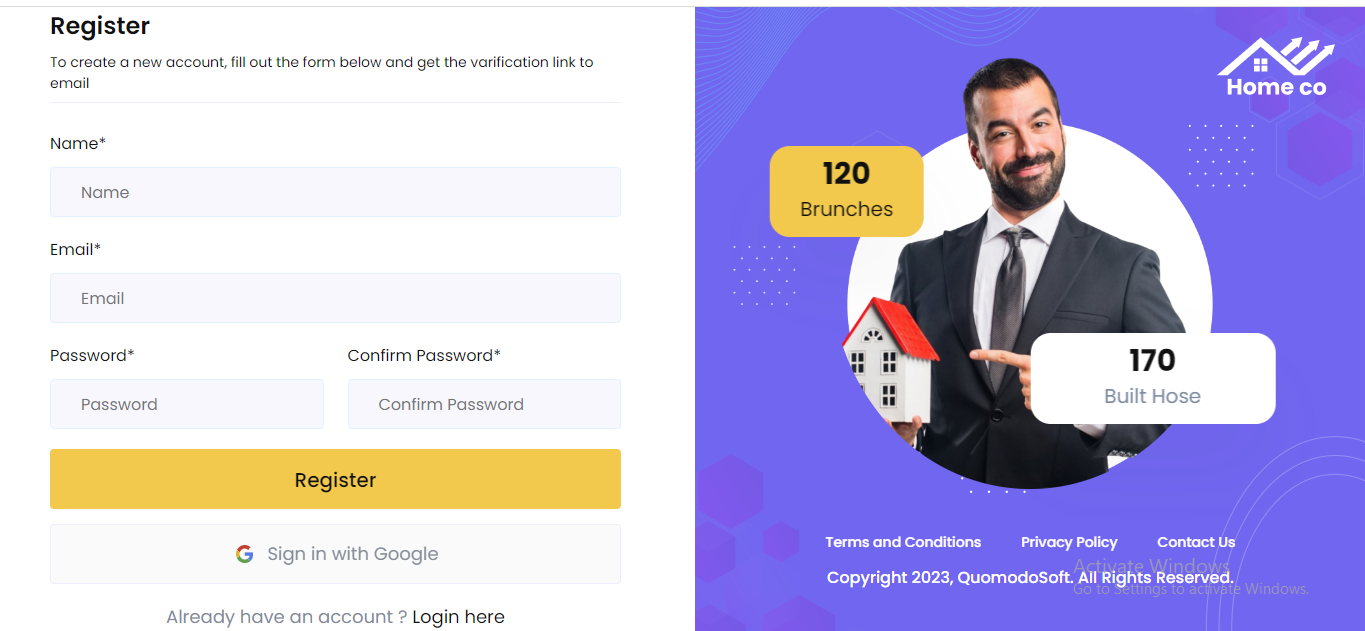 Register
To create a new account, fill out the form below and get the varification link to
email
Name*
Name
Email*
Email
Password*
Confirm Password*
Password
Confirm Password
Register
Sign in with Google
Already have an account ? Login here
Home co
120
Brunches
170
Built Hose
Terms and Conditions
Privacy Policy
Contact Us
Copyright 2023, QuomodoSoft. All Rights Reserved.
Activate Windows
Go to Settings to activate Windows.